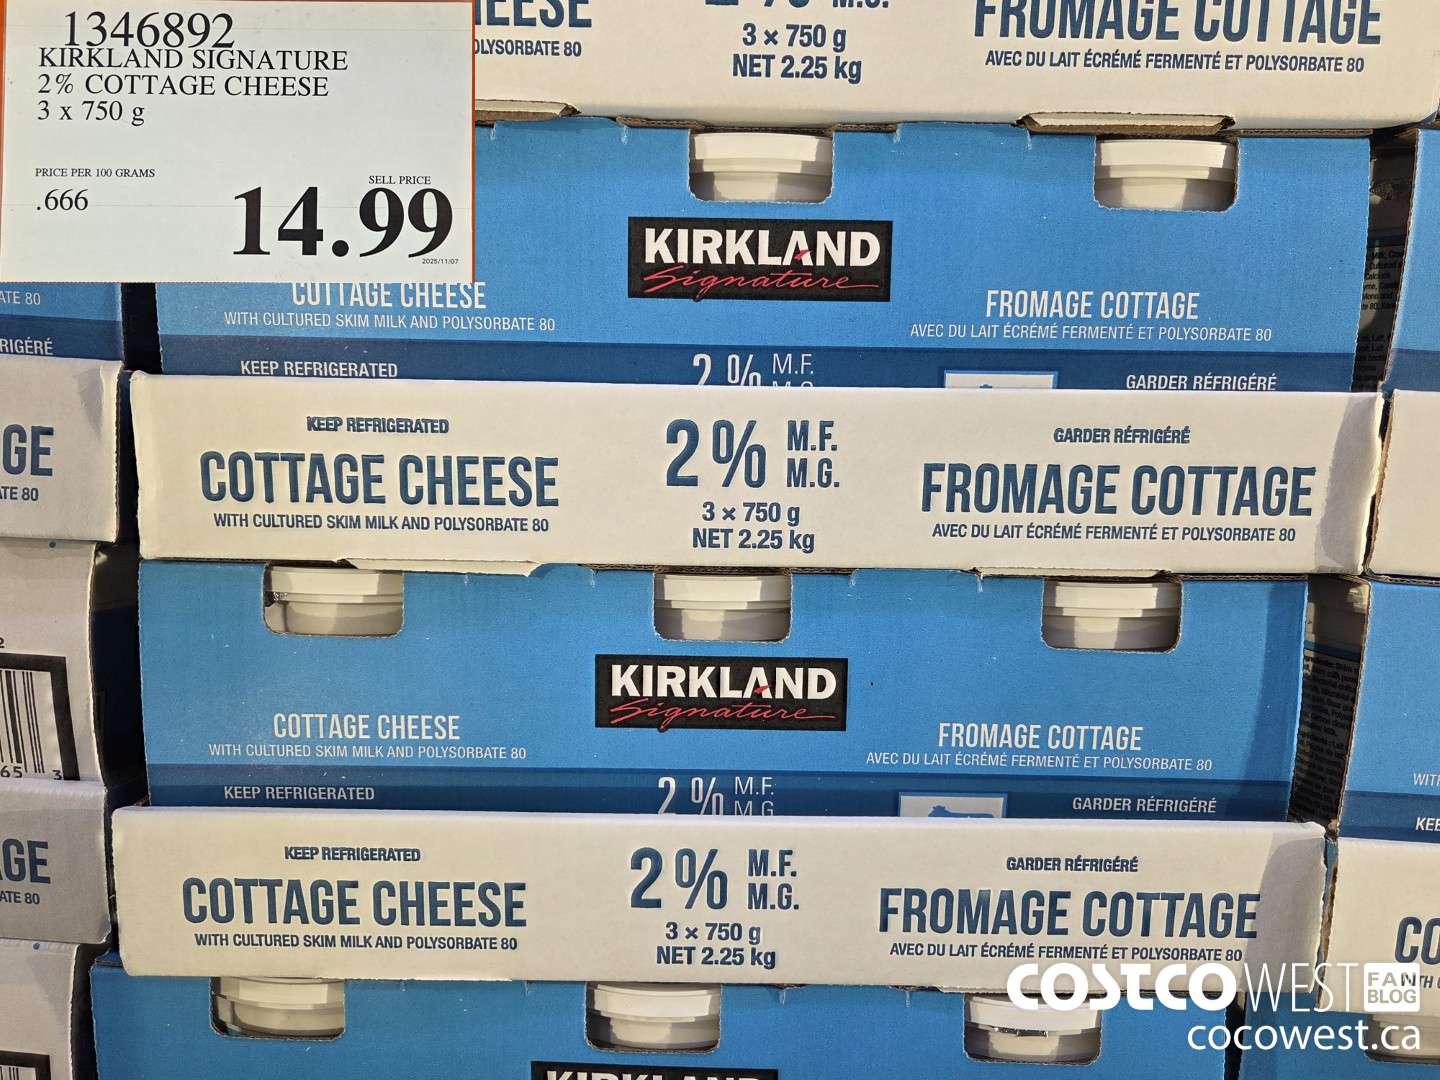 1346892
KIRKLAND SIGNATURE
2% COTTAGE CHEESE
3 x 750 g
PRICE PER 100 GRAMS
.666
SELL PRICE
14.99
2025/11/07
POLYSORBATE 80
3 × 750 g
NET 2.25 kg
FROMAGE COTTAGE
AVEC DU LAIT ÉCRÉMÉ FERMENTÉ ET POLYSORBATE 80
KIRKLAND
Signature
COTTAGE CHEESE
WITH CULTURED SKIM MILK AND POLYSORBATE 80
FROMAGE COTTAGE
AVEC DU LAIT ÉCRÉMÉ FERMENTÉ ET POLYSORBATE 80
KEEP REFRIGERATED
2% M.F.
GARDER RÉFRIGÉRÉ
KEEP REFRIGERATED
COTTAGE CHEESE
WITH CULTURED SKIM MILK AND POLYSORBATE 80
2% M.F.
M.G.
3 × 750 g
NET 2.25 kg
GARDER RÉFRIGÉRÉ
FROMAGE COTTAGE
AVEC DU LAIT ÉCRÉMÉ FERMENTÉ ET POLYSORBATE 80
KIRKLAND
Signature
COTTAGE CHEESE
WITH CULTURED SKIM MILK AND POLYSORBATE 80
FROMAGE COTTAGE
AVEC DU LAIT ÉCRÉMÉ FERMENTÉ ET POLYSORBATE 80
KEEP REFRIGERATED
2% M.F.
M.G.
GARDER RÉFRIGÉRÉ
KEEP REFRIGERATED
COTTAGE CHEESE
WITH CULTURED SKIM MILK AND POLYSORBATE 80
2% M.F.
M.G.
3 × 750 g
NET 2.25 kg
GARDER RÉFRIGÉRÉ
FROMAGE COTTAGE
AVEC DU LAIT ÉCRÉMÉ FERMENTÉ ET POLYSORBATE 80
KIRKLAND
COSTCO WEST FAN BLOG
cocowest.ca